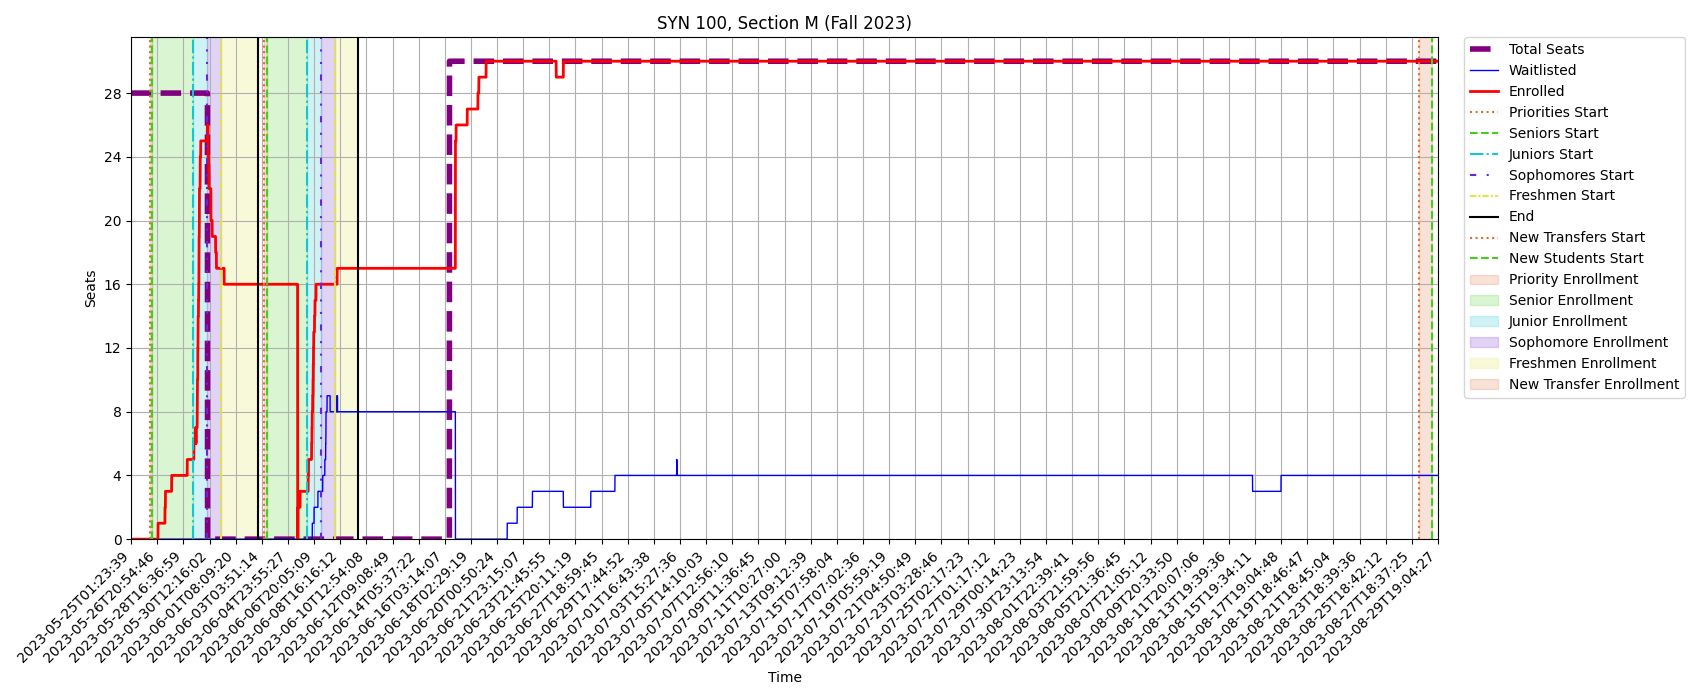 SYN 100, Section M (Fall 2023)
Seats
28
24
20
16
12
8
4
0
2023-05-25T01:23:39
2023-05-26T20:54:46
2023-05-28T16:36:59
2023-05-30T12:16:02
2023-06-01T08:09:20
2023-06-03T03:51:14
2023-06-04T23:55:27
2023-06-06T20:05:09
2023-06-08T16:16:12
2023-06-10T12:54:08
2023-06-12T09:08:49
2023-06-14T05:37:22
2023-06-16T03:14:07
2023-06-18T02:29:19
2023-06-20T00:50:24
2023-06-21T23:15:07
2023-06-23T21:45:55
2023-06-25T20:11:19
2023-06-27T18:59:45
2023-06-29T17:44:52
2023-07-01T16:43:38
2023-07-03T15:27:36
2023-07-05T14:10:03
2023-07-07T12:56:10
2023-07-09T11:36:45
2023-07-11T10:27:00
2023-07-13T09:12:39
2023-07-15T07:58:04
2023-07-17T07:02:36
2023-07-19T05:59:19
2023-07-21T04:50:49
2023-07-23T03:28:46
2023-07-25T02:17:23
2023-07-27T01:17:12
2023-07-29T00:14:23
2023-07-30T23:13:54
2023-08-01T22:39:41
2023-08-03T21:59:56
2023-08-05T21:36:45
2023-08-07T21:05:12
2023-08-09T20:33:50
2023-08-11T20:07:06
2023-08-13T19:39:36
2023-08-15T19:34:11
2023-08-17T19:04:48
2023-08-19T18:46:47
2023-08-21T18:45:04
2023-08-23T18:39:36
2023-08-25T18:42:12
2023-08-27T18:37:25
2023-08-29T19:04:27
Time
Total Seats
Waitlisted
Enrolled
Priorities Start
Seniors Start
Juniors Start
Sophomores Start
Freshmen Start
End
New Transfers Start
New Students Start
Priority Enrollment
Senior Enrollment
Junior Enrollment
Sophomore Enrollment
Freshmen Enrollment
New Transfer Enrollment